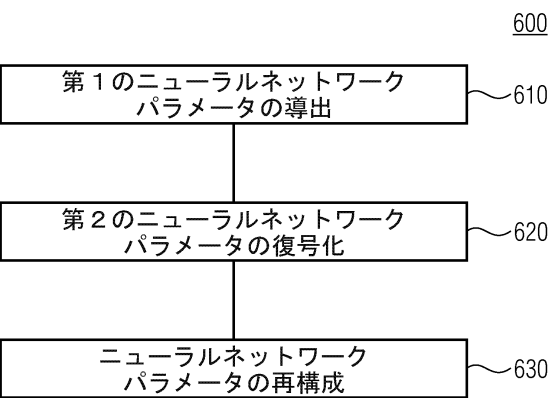 600
第１のニューラルネットワーク
パラメータの導出
610
第２のニューラルネットワーク
パラメータの復号化
620
ニューラルネットワーク
パラメータの再構成
630